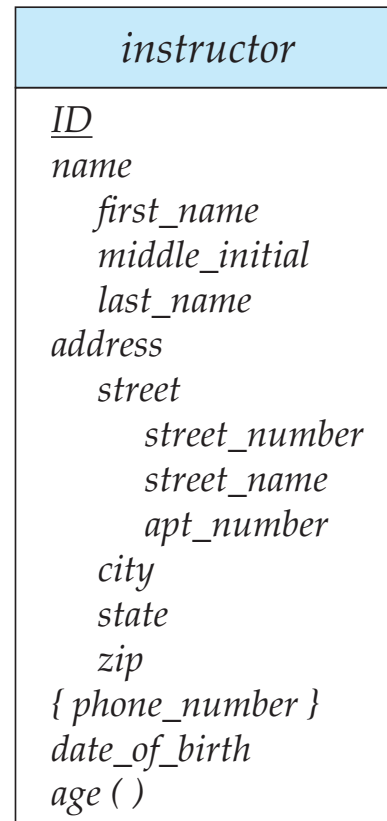 instructor
ID
name
first_name
middle_initial
last_name
address
street
street_number
street_name
apt_number
city
state
zip
{ phone_number }
date_of_birth
age ( )